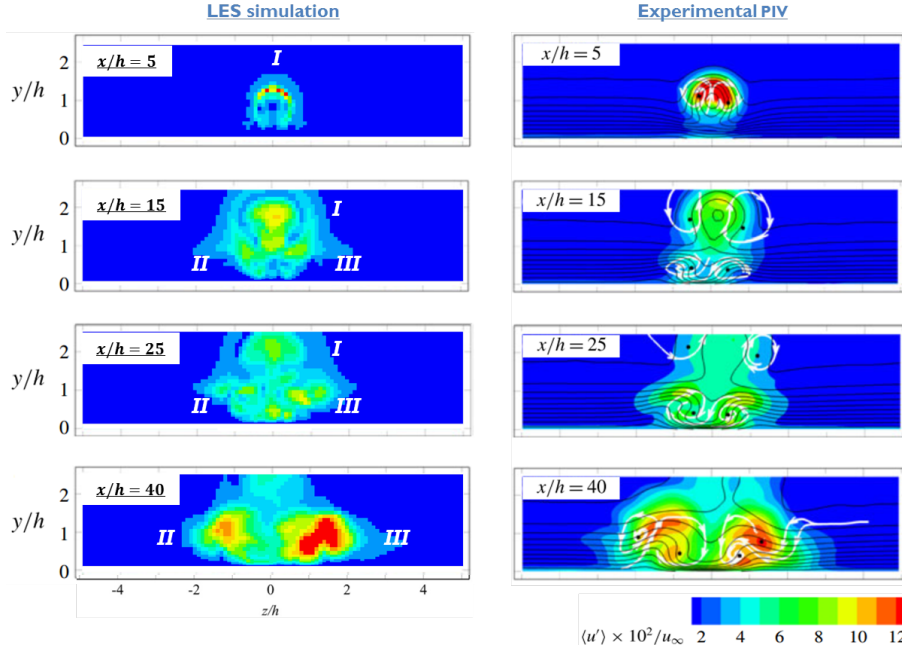 LES simulation
Experimental PIV
x/h = 5
I
y/h
2
1
0
x/h = 5
x/h = 15
I
II
III
y/h
2
1
0
x/h = 15
x/h = 25
I
II
III
y/h
2
1
0
x/h = 25
x/h = 40
II
III
y/h
2
1
0
x/h = 40
-4 -2 0 2 4
z/h
⟨u′⟩ × 10²/u∞ 2 4 6 8 10 12